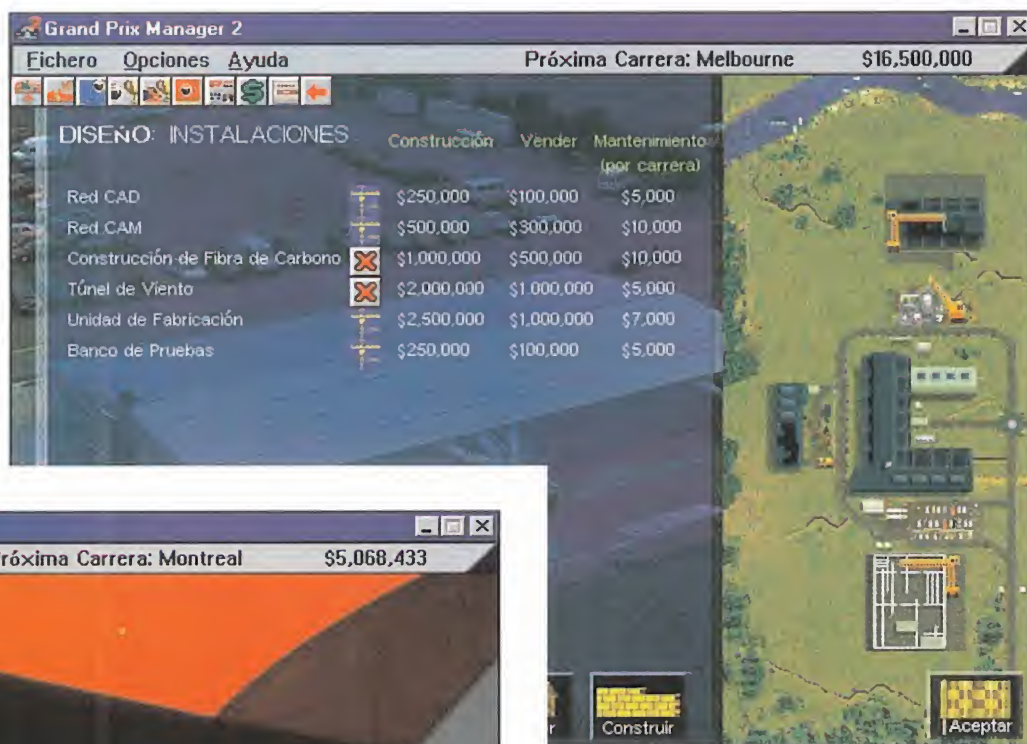 Grand Prix Manager 2
Fichero Opciones Ayuda Próxima Carrera: Melbourne $16,500,000
DISEÑO: INSTALACIONES Construcción Vender Mantenimiento
(por carrera)
Red CAD $250,000 $100,000 $5,000
Red CAM $500,000 $300,000 $10,000
Construcción de Fibra de Carbono $1,000,000 $500,000 $10,000
Túnel de Viento $2,000,000 $1,000,000 $5,000
Unidad de Fabricación $2,500,000 $1,000,000 $7,000
Banco de Pruebas $250,000 $100,000 $5,000
Construir Aceptar
Carrera: Montreal $5,068,433